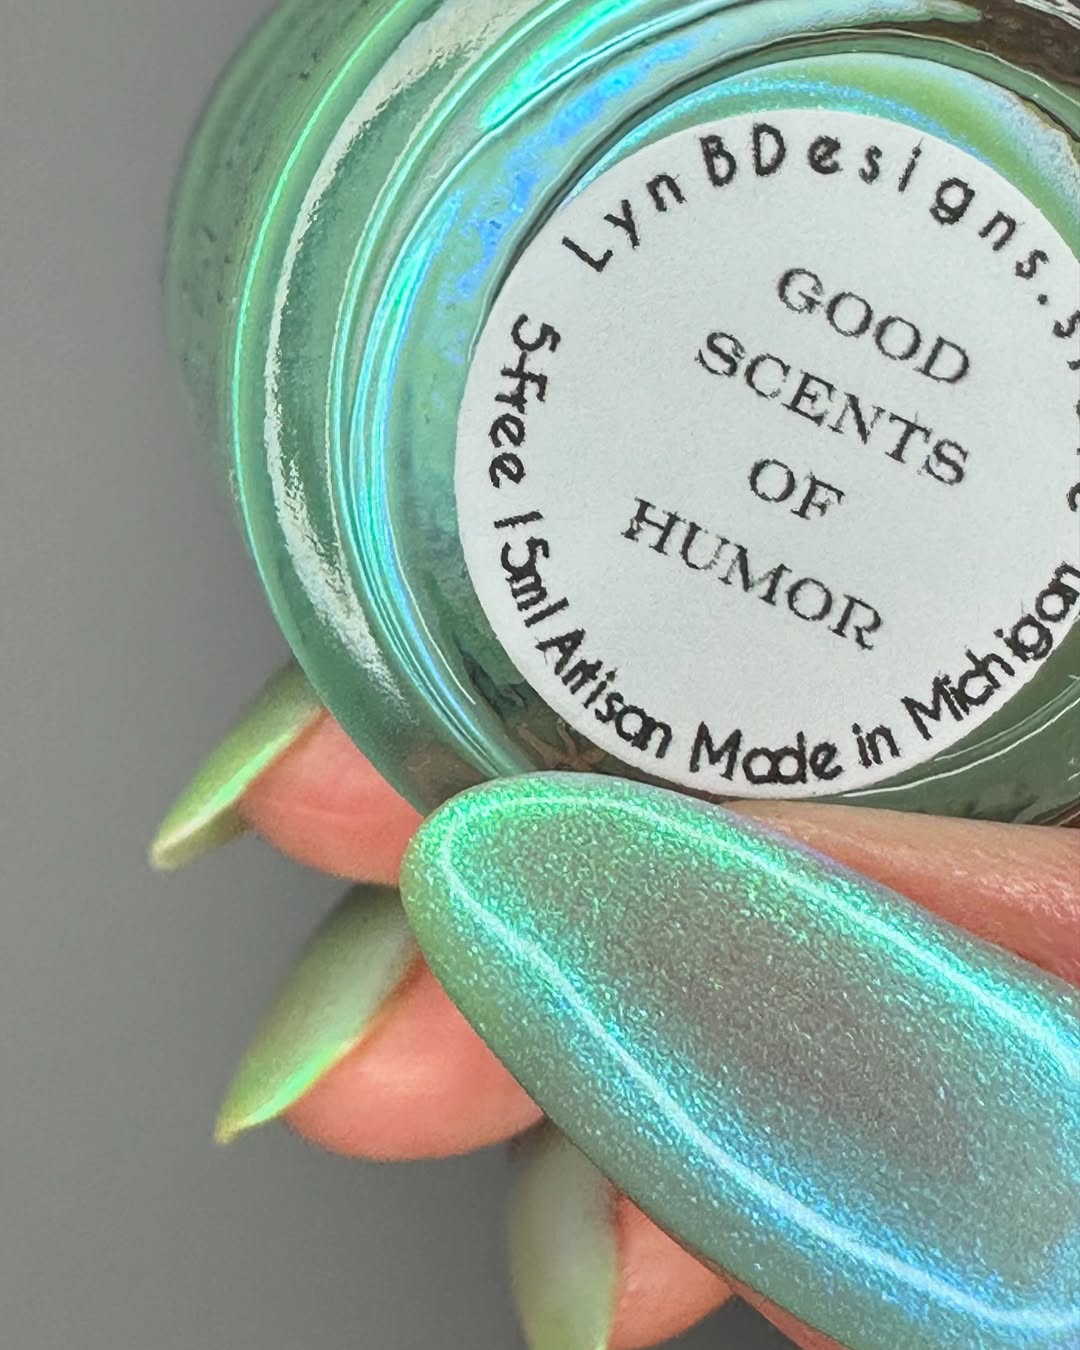 LynBDesigns.
GOOD
SCENTS
OF
HUMOR
5-free 15ml Artisan Made in Michigan